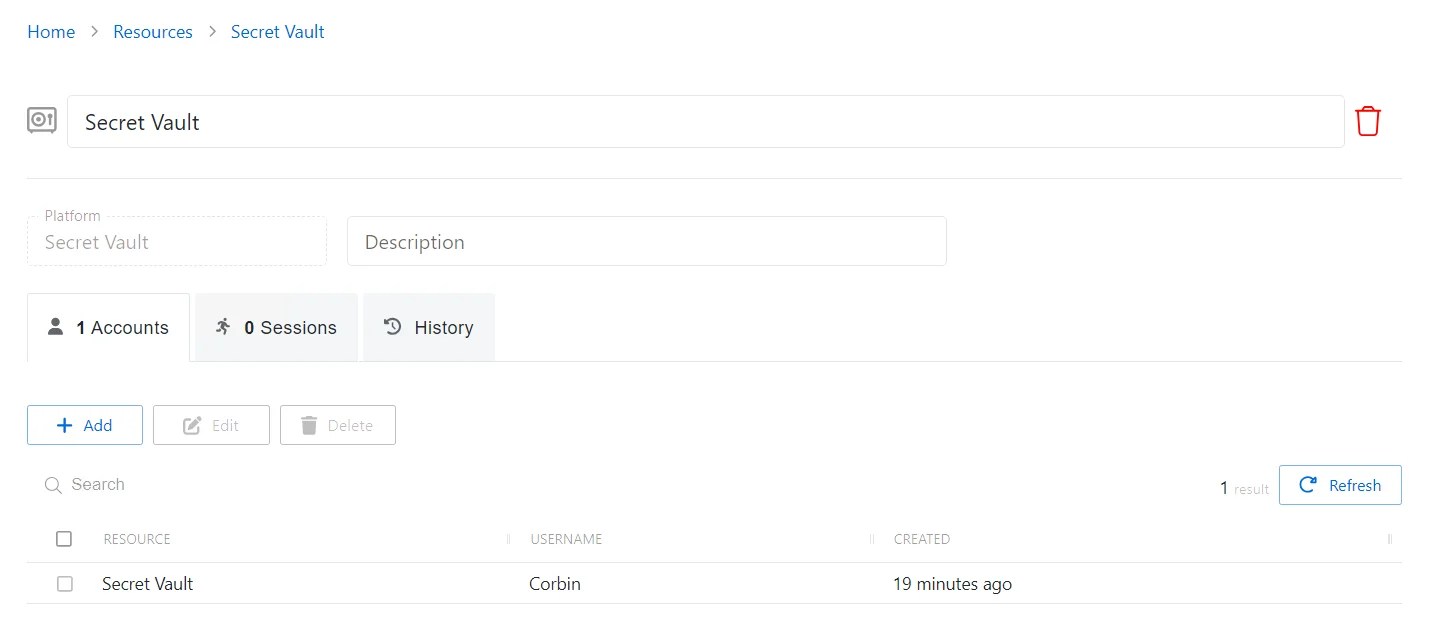 Home > Resources > Secret Vault
Secret Vault
Platform
Secret Vault
Description
1 Accounts
0 Sessions
History
Add
Edit
Delete
Search
1 result
Refresh
RESOURCE USERNAME CREATED
Secret Vault Corbin 19 minutes ago